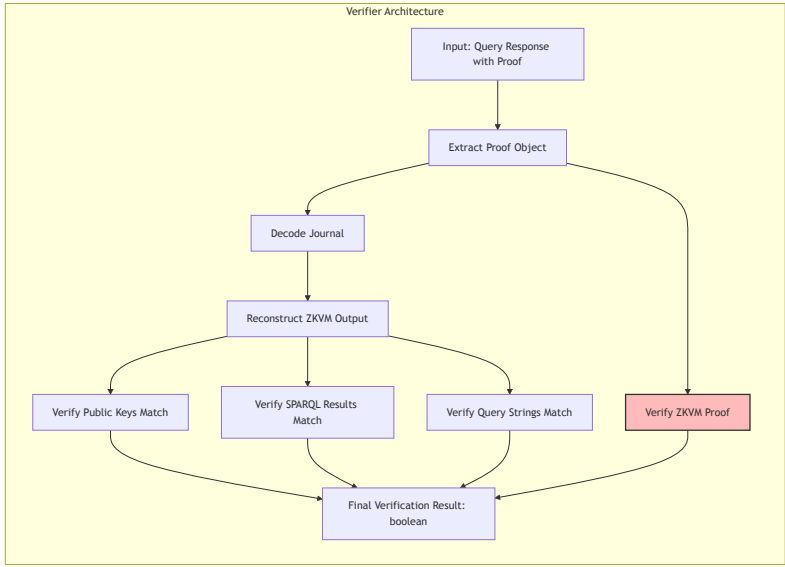 Verifier Architecture
Input: Query Response
with Proof
Extract Proof Object
Decode Journal
Reconstruct ZKVM Output
Verify Public Keys Match
Verify SPARQL Results
Match
Verify Query Strings Match
Verify ZKVM Proof
Final Verification Result:
boolean